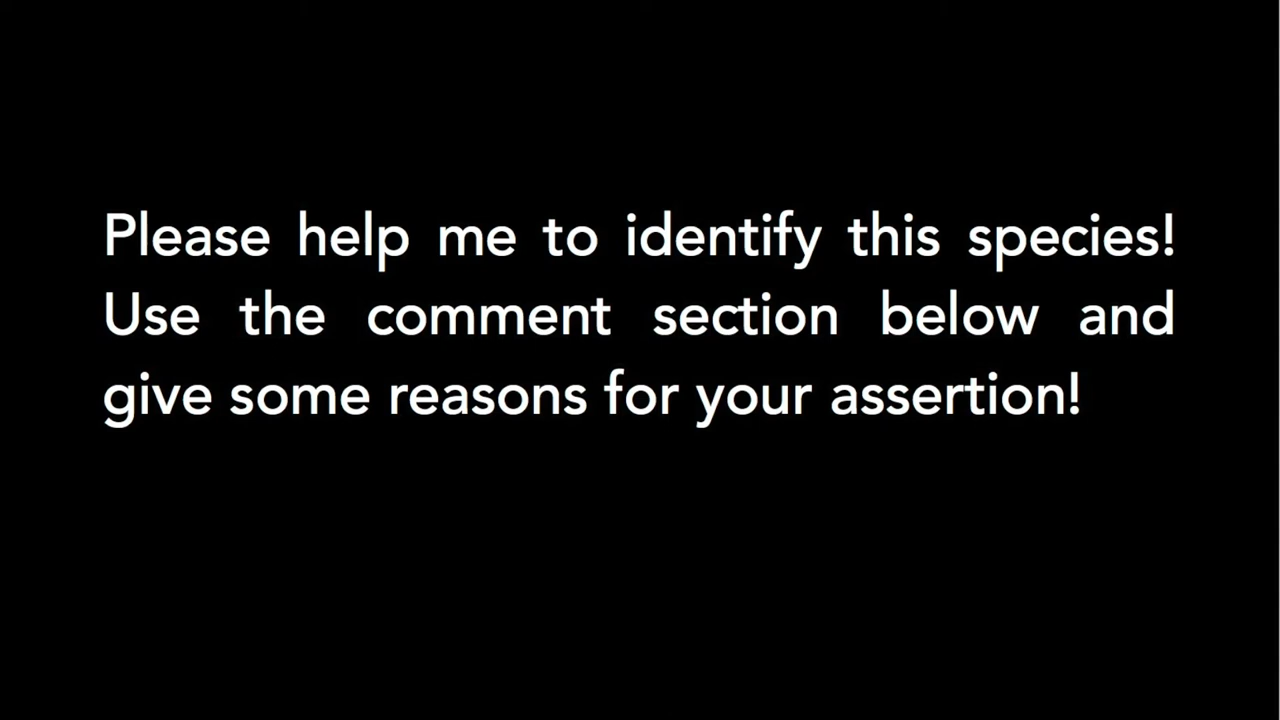 Please help me to identify this species!
Use the comment section below and
give some reasons for your assertion!